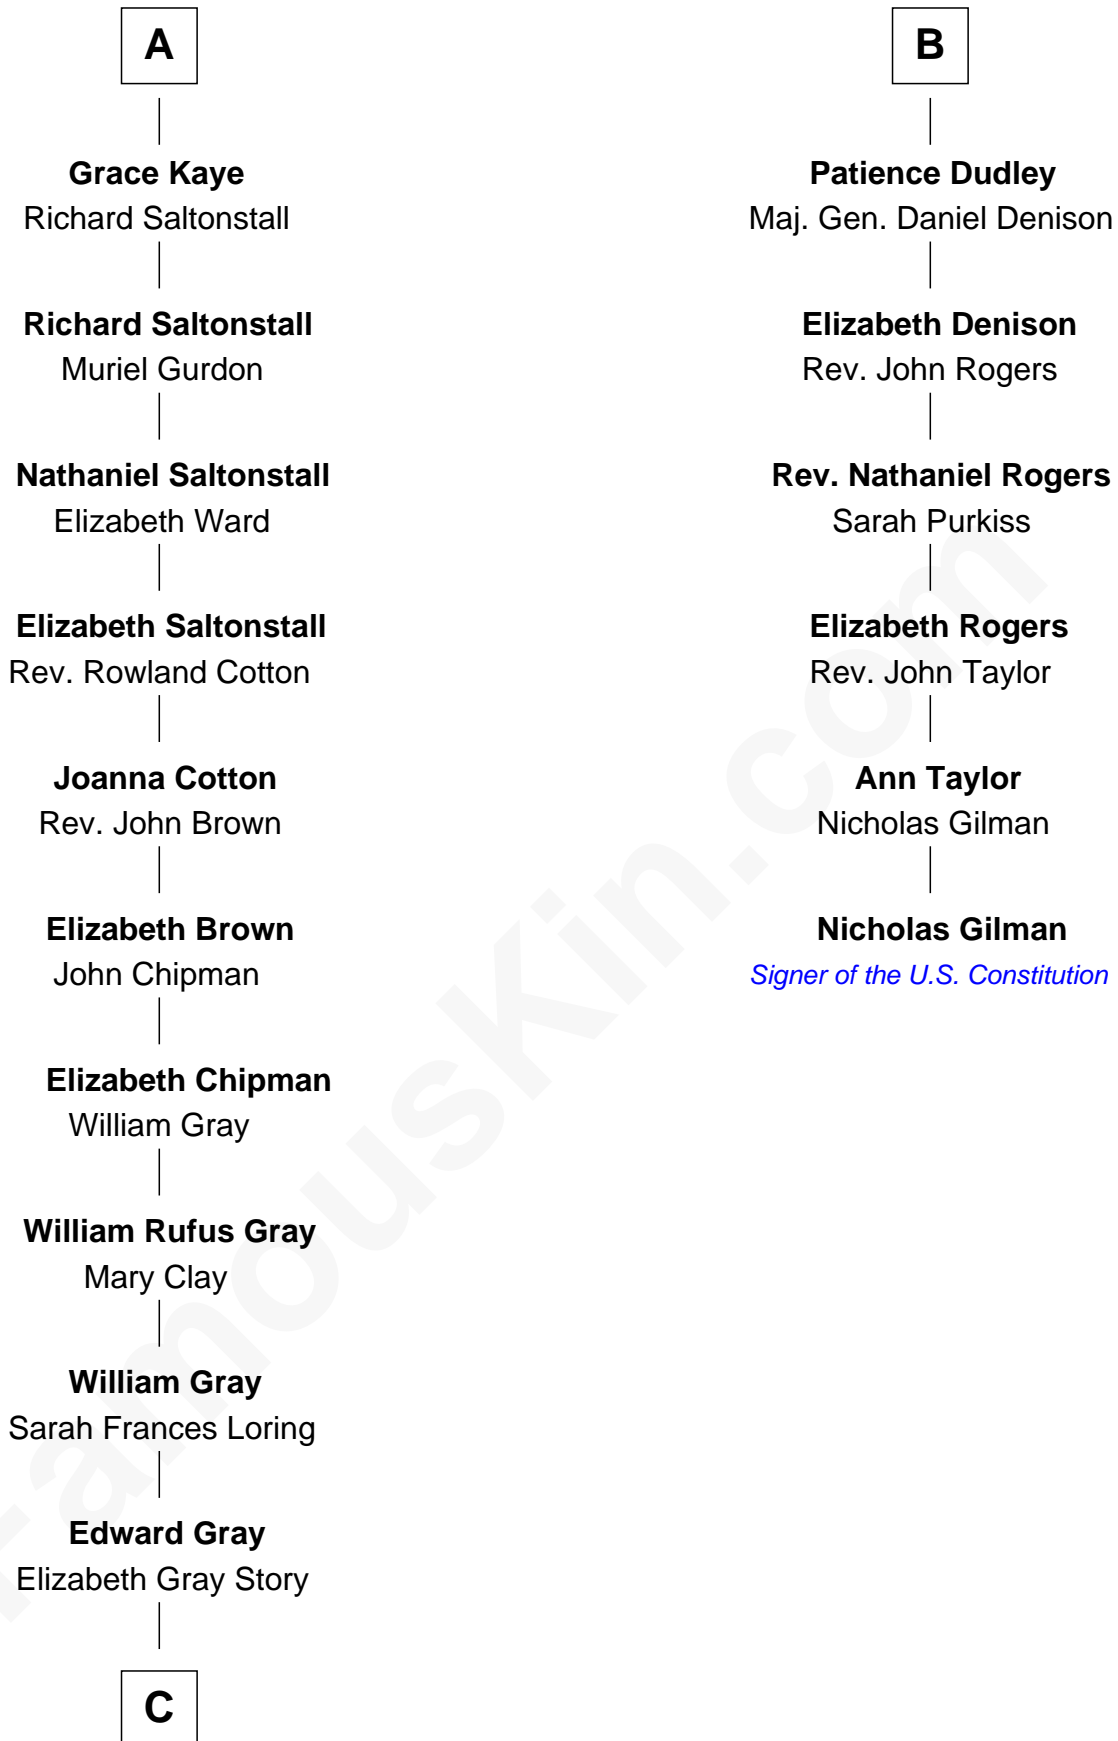 A
Grace Kaye
Richard Saltonstall
Richard Saltonstall
Muriel Gurdon
Nathaniel Saltonstall
Elizabeth Ward
Elizabeth Saltonstall
Rev. Rowland Cotton
Joanna Cotton
Rev. John Brown
Elizabeth Brown
John Chipman
Elizabeth Chipman
William Gray
William Rufus Gray
Mary Clay
William Gray
Sarah Frances Loring
Edward Gray
Elizabeth Gray Story
C
B
Patience Dudley
Maj. Gen. Daniel Denison
Elizabeth Denison
Rev. John Rogers
Rev. Nathaniel Rogers
Sarah Purkiss
Elizabeth Rogers
Rev. John Taylor
Ann Taylor
Nicholas Gilman
Nicholas Gilman
Signer of the U.S. Constitution
FamousKin.com